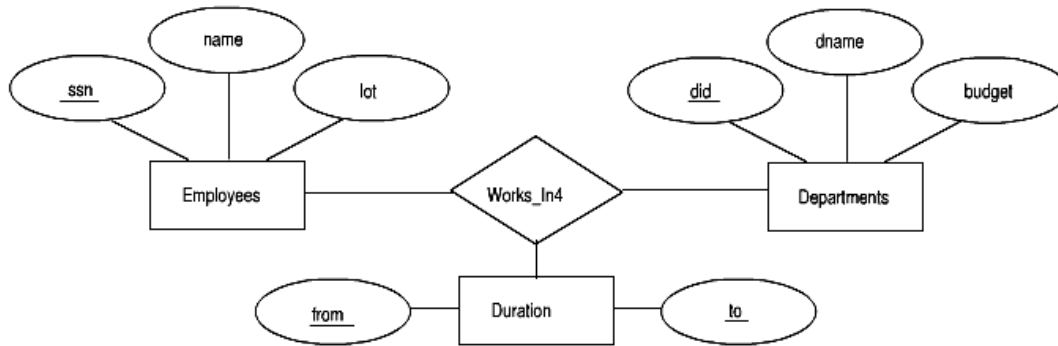 name
dname
ssn
lot
did
budget
Employees
Works_In4
Departments
from
Duration
to